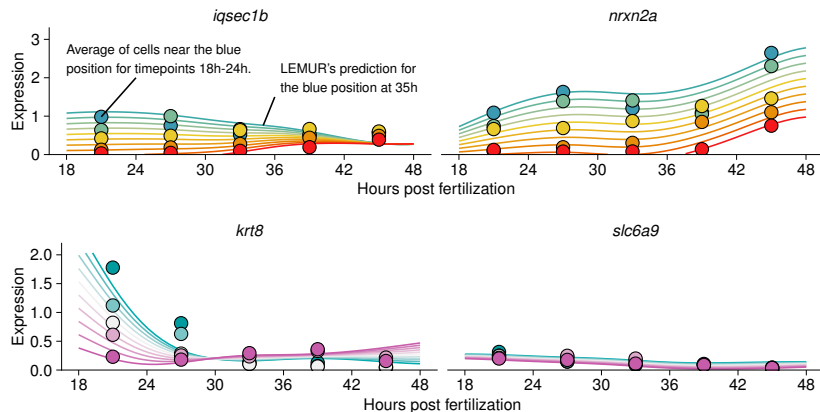 iqsec1b
nrxn2a
Average of cells near the blue
position for timepoints 18h-24h.
LEMUR's prediction for
the blue position at 35h
Expression
3
2
1
0
18 24 30 36 42 48
18 24 30 36 42 48
Hours post fertilization
krt8
slc6a9
Expression
2.0
1.5
1.0
0.5
0.0
18 24 30 36 42 48
18 24 30 36 42 48
Hours post fertilization